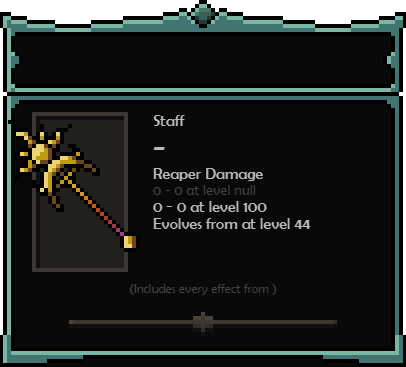 Staff
–
Reaper Damage
0 - 0 at level null
0 - 0 at level 100
Evolves from at level 44
(Includes every effect from )